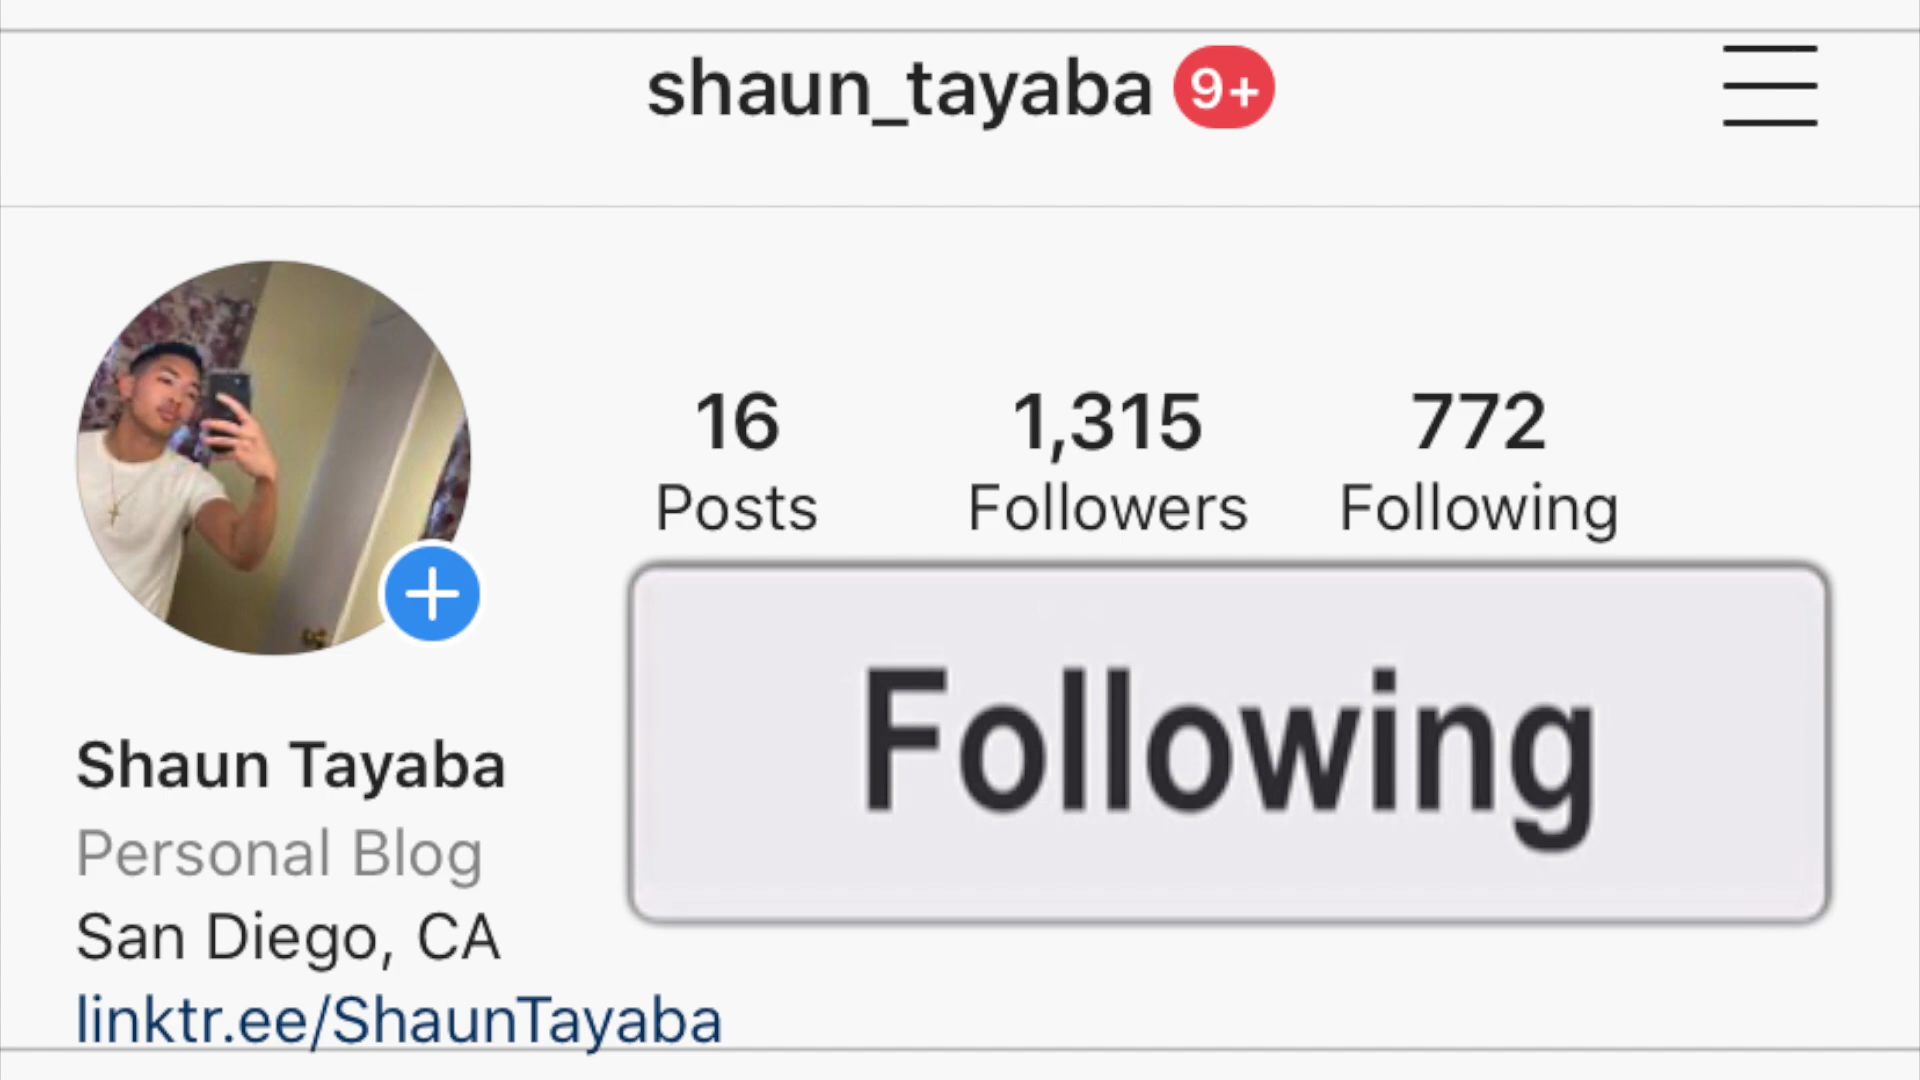 shaun_tayaba 9+
16 1,315 772
Posts Followers Following
Following
Shaun Tayaba
Personal Blog
San Diego, CA
linktr.ee/ShaunTayaba